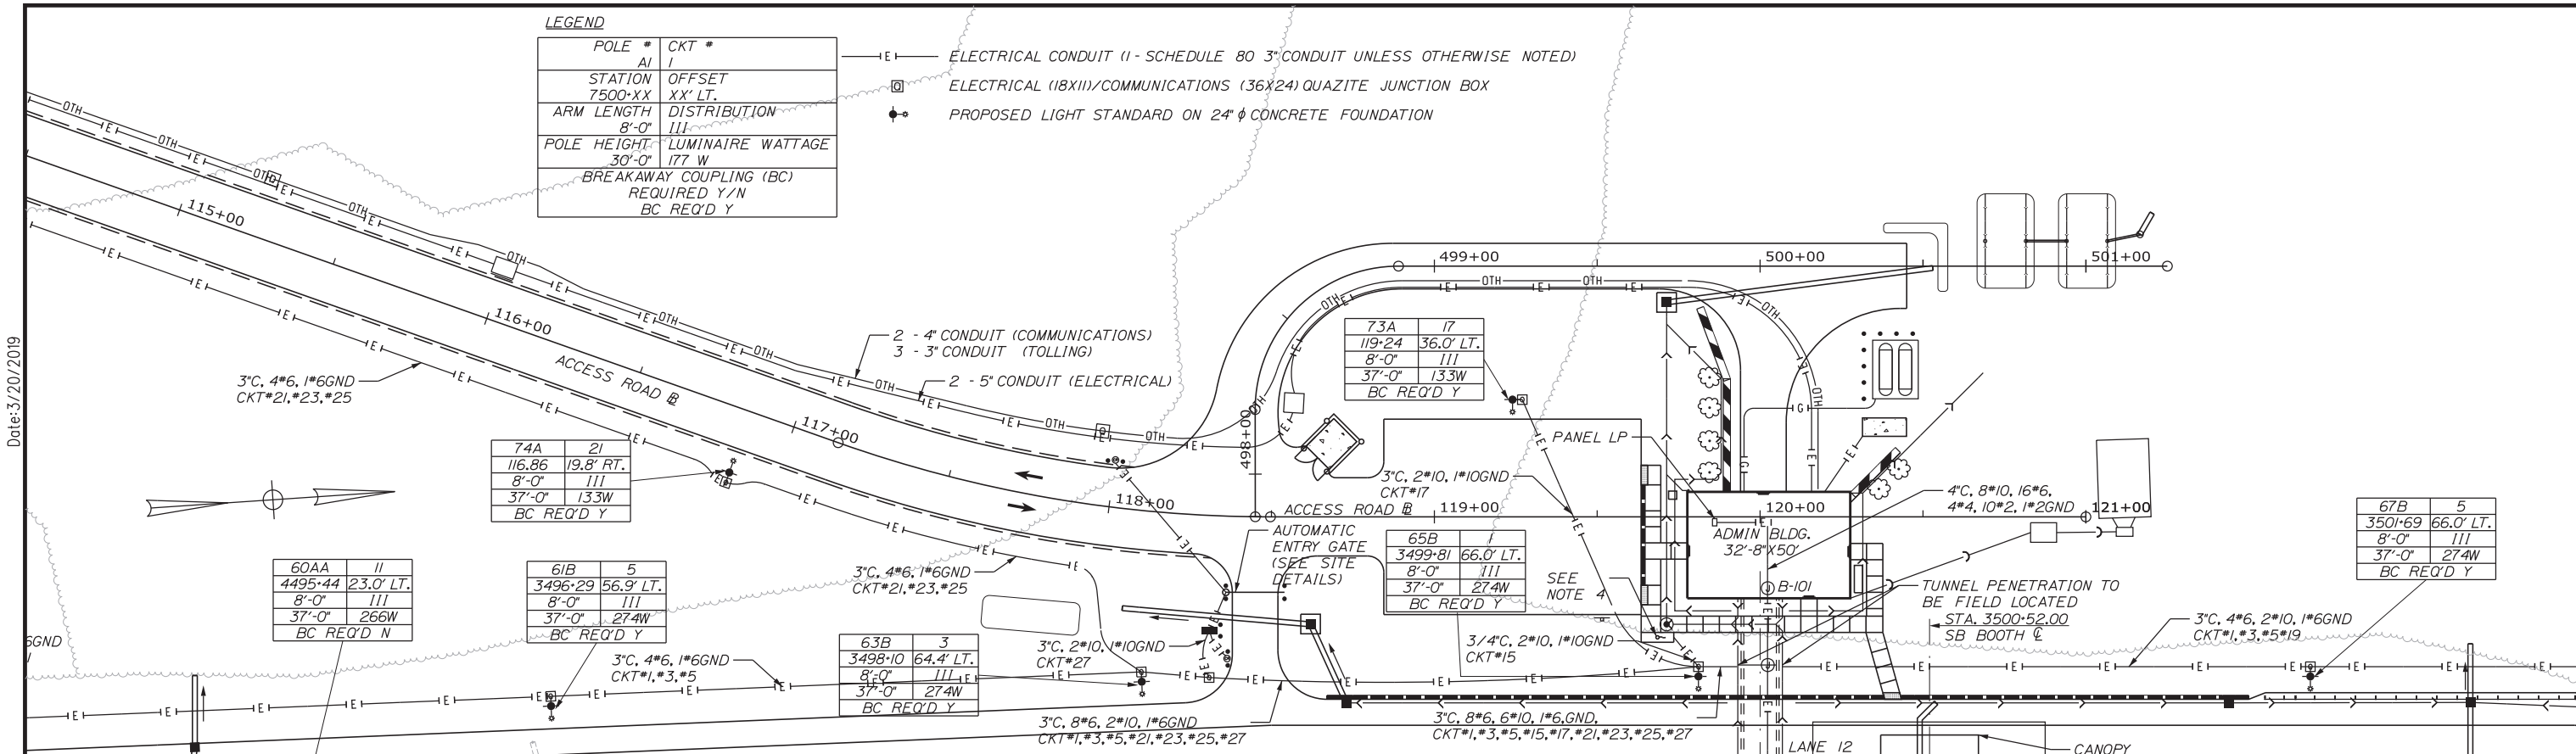 LEGEND
POLE # CKT #
A1 1
STATION OFFSET
7500+XX XX' LT.
ARM LENGTH DISTRIBUTION
8'-0" III
POLE HEIGHT LUMINAIRE WATTAGE
30'-0" 177 W
BREAKAWAY COUPLING (BC)
REQUIRED Y/N
BC REQ'D Y
E ELECTRICAL CONDUIT (1 - SCHEDULE 80 3" CONDUIT UNLESS OTHERWISE NOTED)
ELECTRICAL (18X11)/COMMUNICATIONS (36X24) QUAZITE JUNCTION BOX
PROPOSED LIGHT STANDARD ON 24" ϕ CONCRETE FOUNDATION
Date:3/20/2019
115+00
116+00
117+00
118+00
ACCESS ROAD BL
3"C, 4#6, 1#6GND
CKT#21,#23,#25
2 - 4" CONDUIT (COMMUNICATIONS)
3 - 3" CONDUIT (TOLLING)
2 - 5" CONDUIT (ELECTRICAL)
499+00
500+00
501+00
498+00
73A 17
119+24 36.0' LT.
8'-0" III
37'-0" 133W
BC REQ'D Y
74A 21
116.86 19.8' RT.
8'-0" III
37'-0" 133W
BC REQ'D Y
PANEL LP
3"C, 2#10, 1#10GND
CKT#17
ACCESS ROAD BL
119+00
120+00
121+00
ADMIN BLDG.
32'-8"X50'
4"C, 8#10, 16#6,
4#4, 10#2, 1#2GND
B-101
67B 5
3501+69 66.0' LT.
8'-0" III
37'-0" 274W
BC REQ'D Y
AUTOMATIC
ENTRY GATE
(SEE SITE
DETAILS)
65B 1
3499+81 66.0' LT.
8'-0" III
37'-0" 274W
BC REQ'D Y
SEE
NOTE 4
TUNNEL PENETRATION TO
BE FIELD LOCATED
STA. 3500+52.00
SB BOOTH CL
3"C, 4#6, 2#10, 1#6GND
CKT#1,#3,#5#19
60AA 11
4495+44 23.0' LT.
8'-0" III
37'-0" 266W
BC REQ'D N
61B 5
3496+29 56.9' LT.
8'-0" III
37'-0" 274W
BC REQ'D Y
3"C, 4#6, 1#6GND
CKT#21,#23,#25
63B 3
3498+10 64.4' LT.
8'-0" III
37'-0" 274W
BC REQ'D Y
3"C, 2#10, 1#10GND
CKT#27
3/4"C, 2#10, 1#10GND
CKT#15
6GND
3"C, 4#6, 1#6GND
CKT#1,#3,#5
3"C, 8#6, 2#10, 1#6GND
CKT#1,#3,#5,#21,#23,#25,#27
3"C, 8#6, 6#10, 1#6,GND,
CKT#1,#3,#5,#15,#17,#21,#23,#25,#27
LANE 12
CANOPY